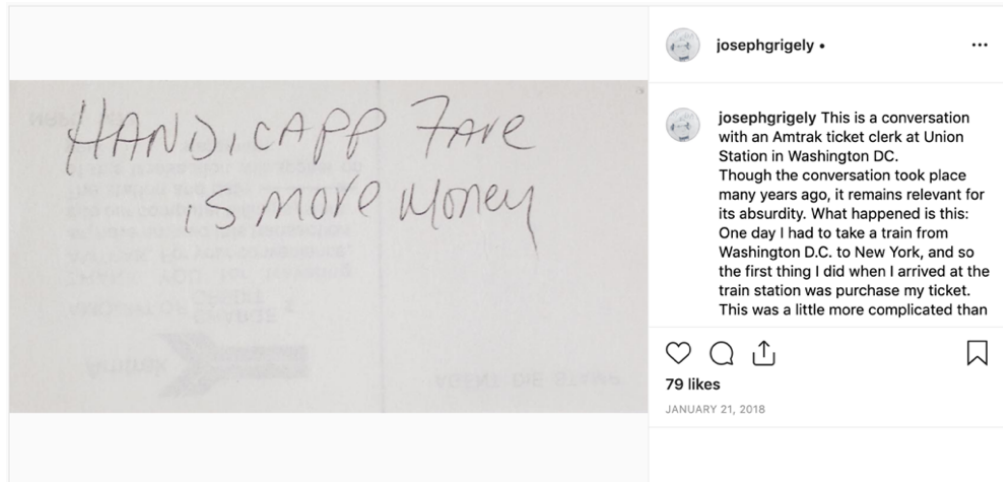 HANDICAPP FARE
is more money
josephgrigely •
josephgrigely This is a conversation
with an Amtrak ticket clerk at Union
Station in Washington DC.
Though the conversation took place
many years ago, it remains relevant for
its absurdity. What happened is this:
One day I had to take a train from
Washington D.C. to New York, and so
the first thing I did when I arrived at the
train station was purchase my ticket.
This was a little more complicated than
79 likes
JANUARY 21, 2018
Amtrak
AGENT DIE STAMP